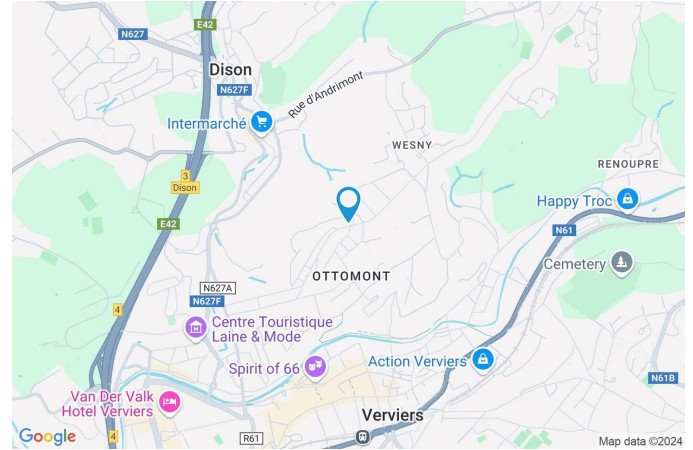 E42
N627
Dison
N627F
Rue d'Andrimont
Intermarché
WESNY
RENOUPRE
3
Dison
Happy Troc
E42
N61
Cemetery
OTTOMONT
N627A
N627F
4
Centre Touristique
Laine & Mode
Spirit of 66
Action Verviers
N61B
Van Der Valk
Hotel Verviers
Verviers
4
R61
Google
Map data ©2024